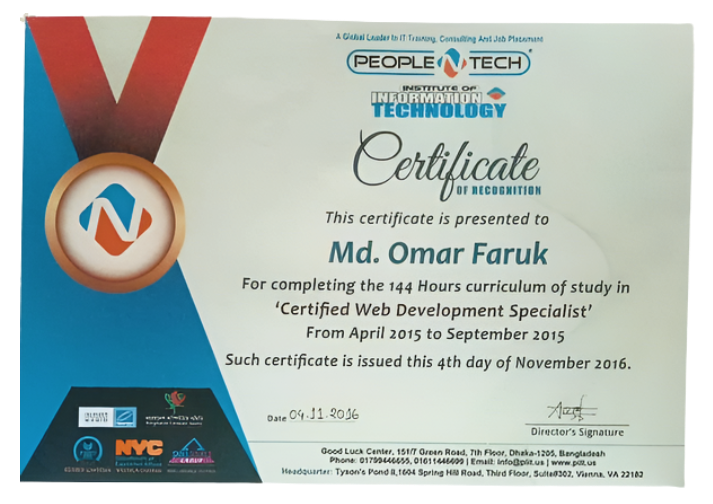 A Global Leader In IT Training, Consulting And Job Placement
PEOPLE N TECH
INSTITUTE OF
INFORMATION
TECHNOLOGY
Certificate
OF RECOGNITION
This certificate is presented to
Md. Omar Faruk
For completing the 144 Hours curriculum of study in
‘Certified Web Development Specialist’
From April 2015 to September 2015
Such certificate is issued this 4th day of November 2016.
Date 04.11.2016
Director's Signature
NYC
Good Luck Center, 151/7 Green Road, 7th Floor, Dhaka-1205, Bangladesh
Phone: 01799446655, 01611446699 | Email: info@piit.us | www.piit.us
Headquarter: Tyson's Pond II,1604 Spring Hill Road, Third Floor, Suite#302, Vienna, VA 22182